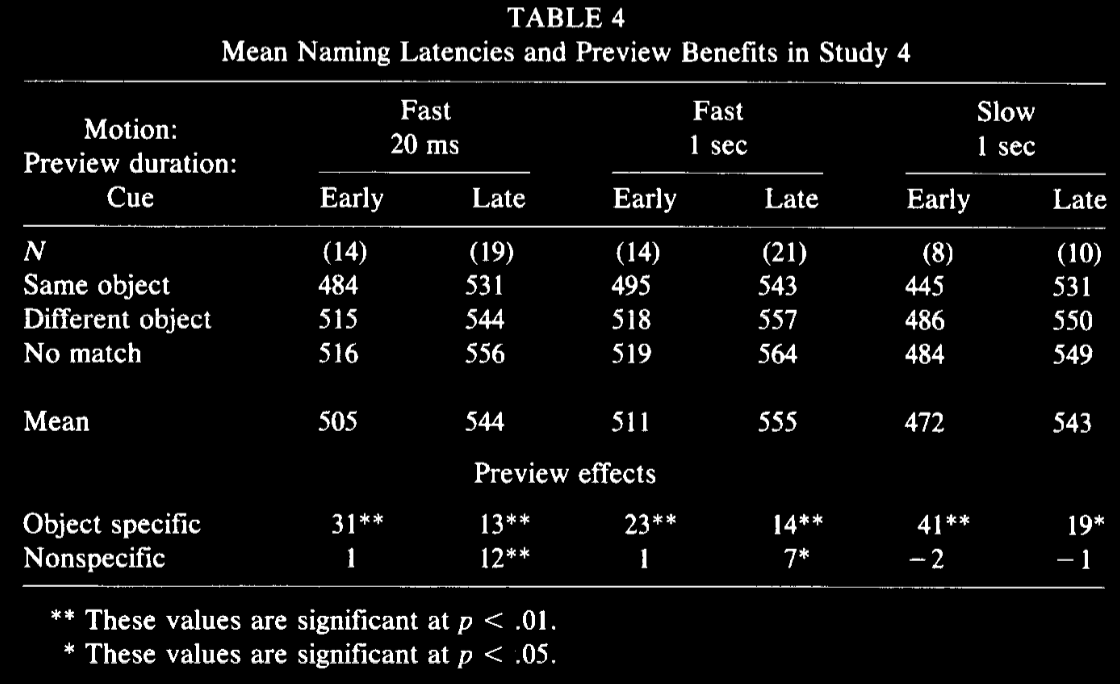 TABLE 4
Mean Naming Latencies and Preview Benefits in Study 4
Motion: Fast Fast Slow
Preview duration: 20 ms 1 sec 1 sec
Cue Early Late Early Late Early Late
N (14) (19) (14) (21) (8) (10)
Same object 484 531 495 543 445 531
Different object 515 544 518 557 486 550
No match 516 556 519 564 484 549
Mean 505 544 511 555 472 543
Preview effects
Object specific 31** 13** 23** 14** 41** 19*
Nonspecific 1 12** 1 7* −2 −1
** These values are significant at p < .01.
* These values are significant at p < .05.